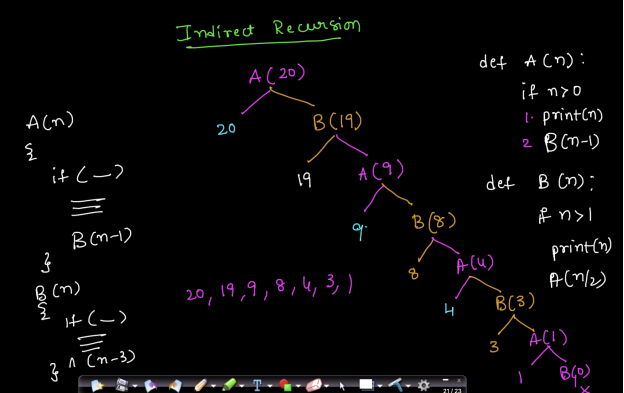 Indirect Recursion
A(n)
{
if (—)
B(n-1)
}
B(n)
{
if (—)
} A (n-3)
A(20)
20
B(19)
19
A(9)
9
B(8)
8
A(4)
4
B(3)
3
A(1)
1
B(0)
x
20, 19, 9, 8, 4, 3, 1
def A(n):
if n>0
1. print(n)
2 B(n-1)
def B(n):
if n>1
print(n)
A(n/2)
21/23